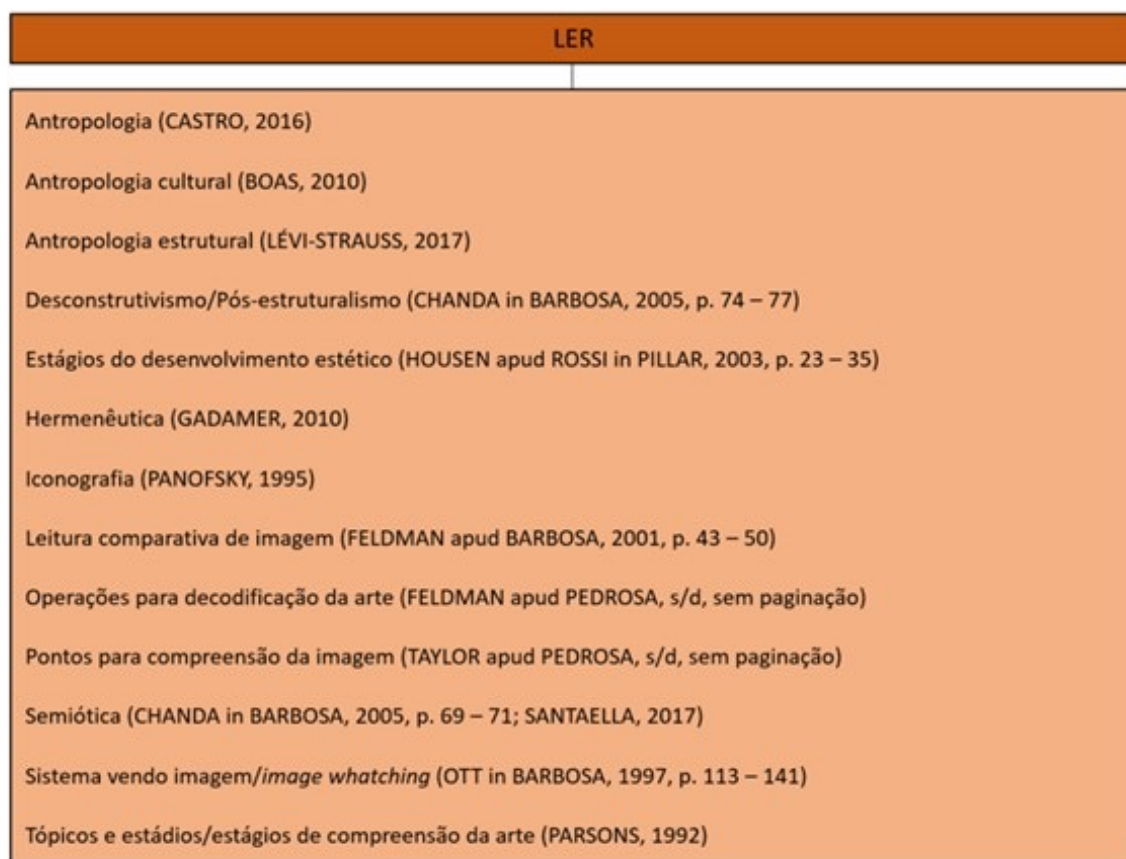 LER
Antropologia (CASTRO, 2016)
Antropologia cultural (BOAS, 2010)
Antropologia estrutural (LÉVI-STRAUSS, 2017)
Desconstrutivismo/Pós-estruturalismo (CHANDA in BARBOSA, 2005, p. 74 – 77)
Estágios do desenvolvimento estético (HOUSEN apud ROSSI in PILLAR, 2003, p. 23 – 35)
Hermenêutica (GADAMER, 2010)
Iconografia (PANOFSKY, 1995)
Leitura comparativa de imagem (FELDMAN apud BARBOSA, 2001, p. 43 – 50)
Operações para decodificação da arte (FELDMAN apud PEDROSA, s/d, sem paginação)
Pontos para compreensão da imagem (TAYLOR apud PEDROSA, s/d, sem paginação)
Semiótica (CHANDA in BARBOSA, 2005, p. 69 – 71; SANTAELLA, 2017)
Sistema vendo imagem/image whatching (OTT in BARBOSA, 1997, p. 113 – 141)
Tópicos e estádios/estágios de compreensão da arte (PARSONS, 1992)